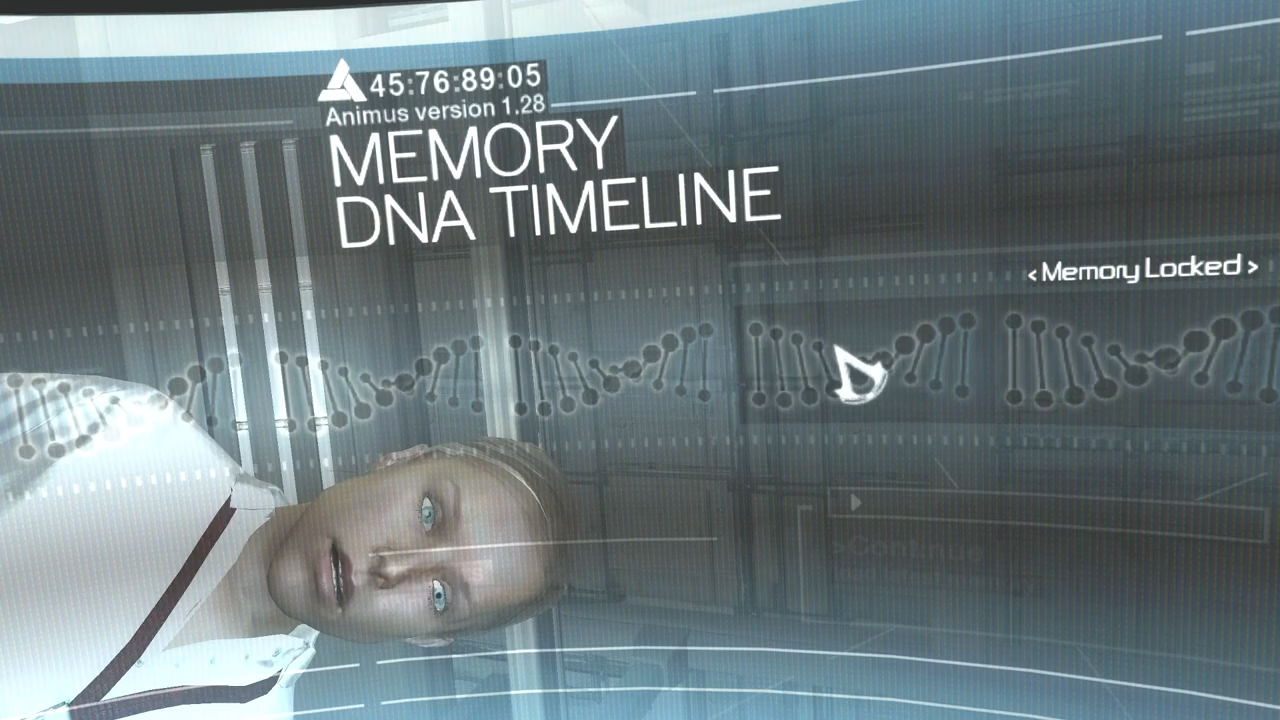 45:76:89:05
Animus version 1.28
MEMORY
DNA TIMELINE
< Memory Locked >
>Continue